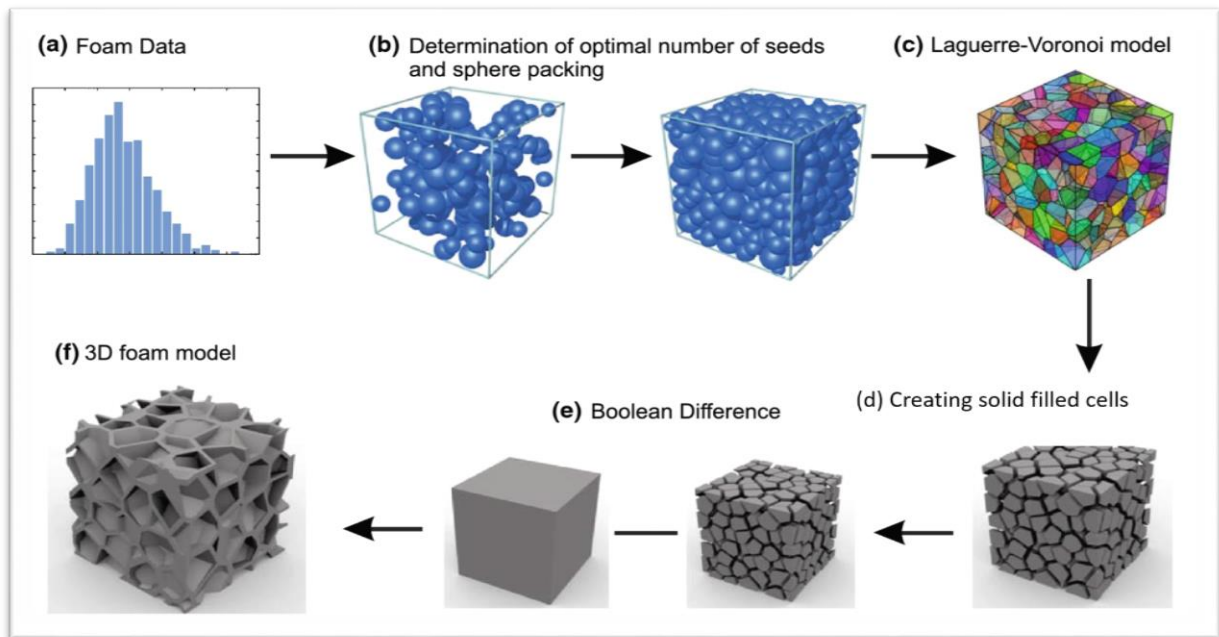 (a) Foam Data
(b) Determination of optimal number of seeds
and sphere packing
(c) Laguerre-Voronoi model
(d) Creating solid filled cells
(e) Boolean Difference
(f) 3D foam model